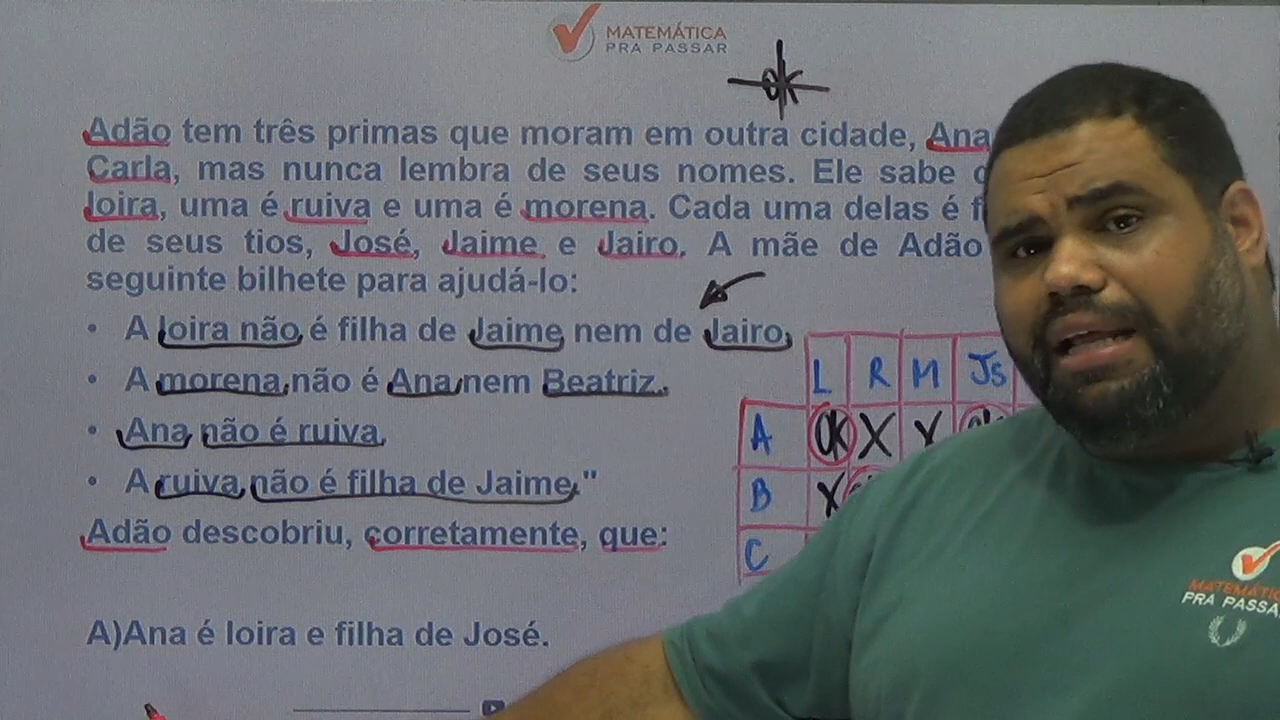 MATEMÁTICA
PRA PASSAR
ok
Adão tem três primas que moram em outra cidade, Ana
Carla, mas nunca lembra de seus nomes. Ele sabe
loira, uma é ruiva e uma é morena. Cada uma delas é
de seus tios, José, Jaime e Jairo. A mãe de Adão
seguinte bilhete para ajudá-lo:
• A loira não é filha de Jaime nem de Jairo,
• A morena não é Ana nem Beatriz.
• Ana não é ruiva
• A ruiva não é filha de Jaime,"
Adão descobriu, corretamente, que:
L R M Js
A OK X X
B X
C
A)Ana é loira e filha de José.
PRA PASSA